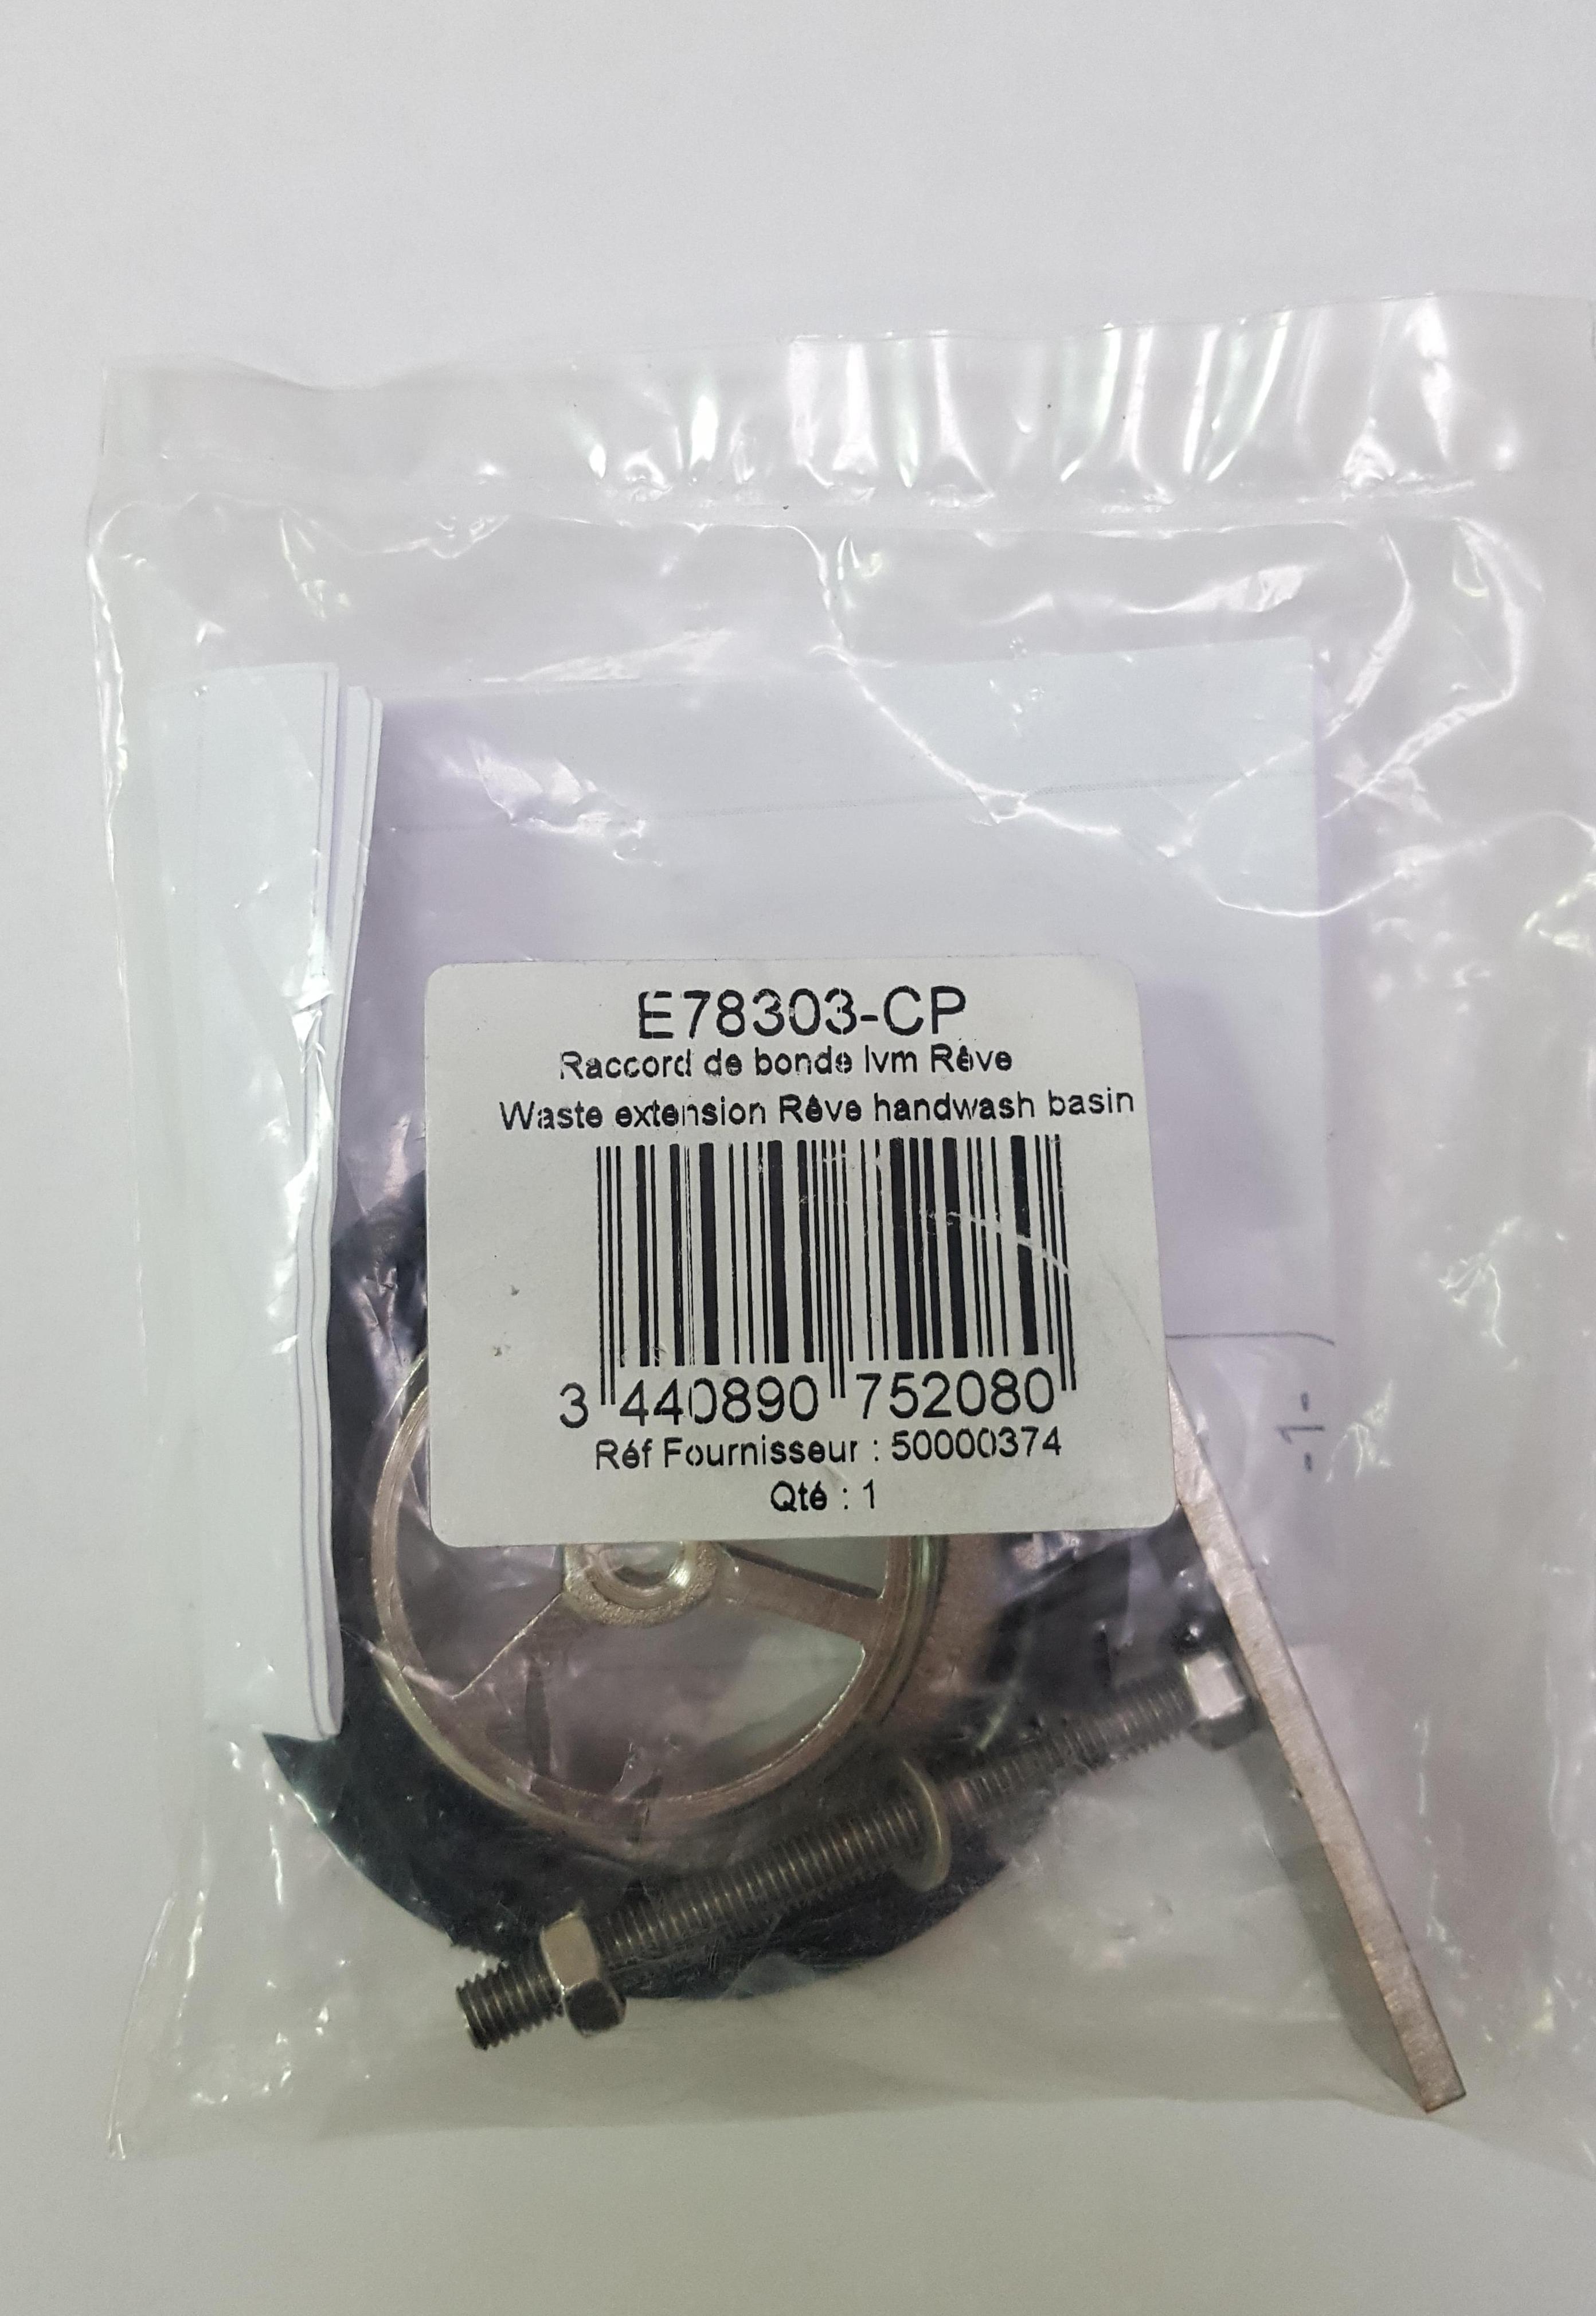 E78303-CP
Raccord de bonde lvm Rêve
Waste extension Rêve handwash basin
3 440890 752080
Réf Fournisseur : 50000374
Qté : 1
-1-